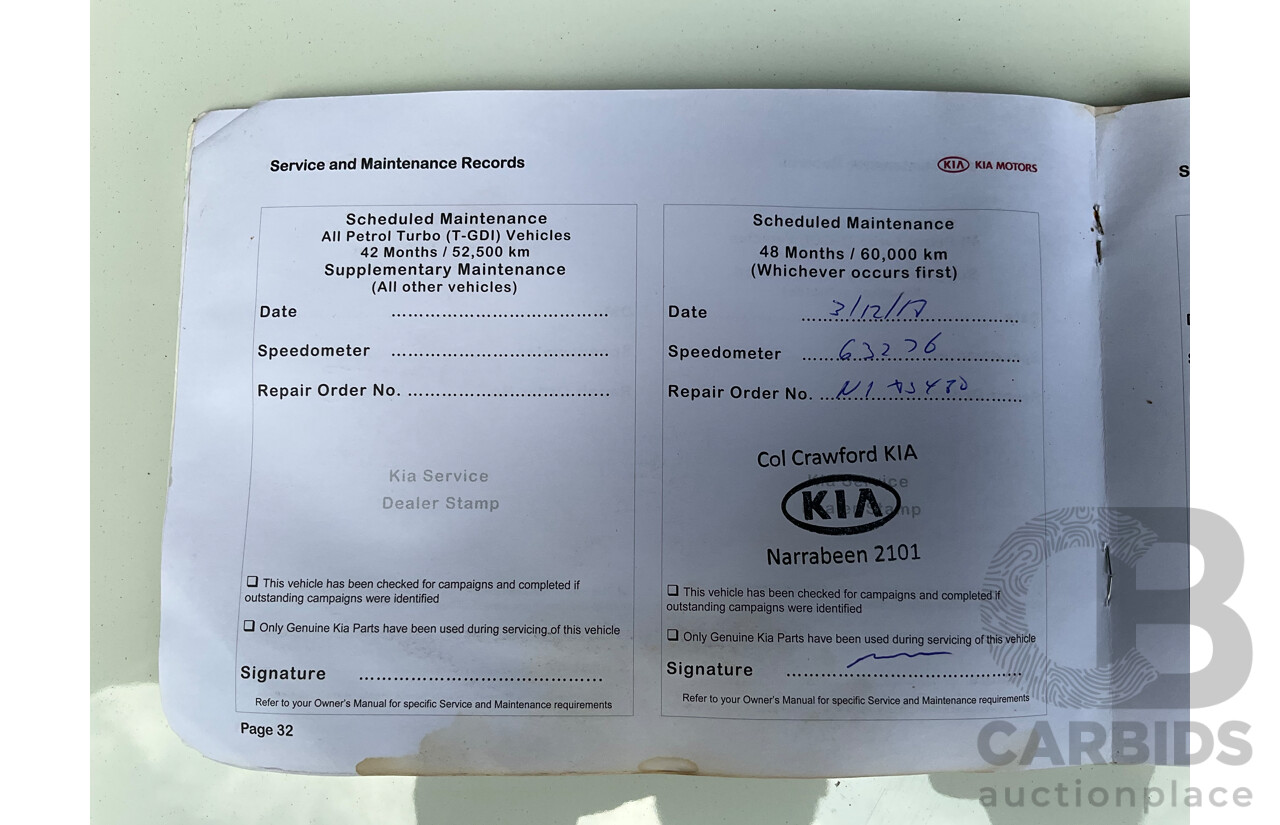 Service and Maintenance Records
KIA KIA MOTORS
Scheduled Maintenance
All Petrol Turbo (T-GDI) Vehicles
42 Months / 52,500 km
Supplementary Maintenance
(All other vehicles)
Date ......................................
Speedometer ......................................
Repair Order No. ....................................
Kia Service
Dealer Stamp
❑ This vehicle has been checked for campaigns and completed if
outstanding campaigns were identified
❑ Only Genuine Kia Parts have been used during servicing of this vehicle
Signature ..........................................
Refer to your Owner's Manual for specific Service and Maintenance requirements
Page 32
Scheduled Maintenance
48 Months / 60,000 km
(Whichever occurs first)
Date 3/12/17
Speedometer 63276
Repair Order No.
Col Crawford KIA
Kia Service
KIA
Dealer Stamp
Narrabeen 2101
❑ This vehicle has been checked for campaigns and completed if
outstanding campaigns were identified
❑ Only Genuine Kia Parts have been used during servicing of this vehicle
Signature ..........................................
Refer to your Owner's Manual for specific Service and Maintenance requirements
S
CB
CARBIDS
auctionplace